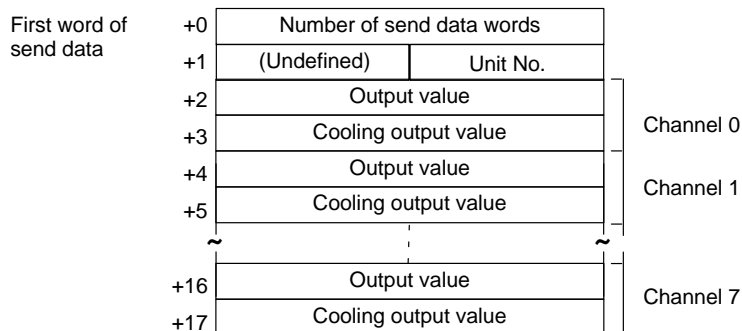 First word of
send data
+0 Number of send data words
+1 (Undefined) Unit No.
+2 Output value
+3 Cooling output value
Channel 0
+4 Output value
+5 Cooling output value
Channel 1
~ ~
+16 Output value
+17 Cooling output value
Channel 7